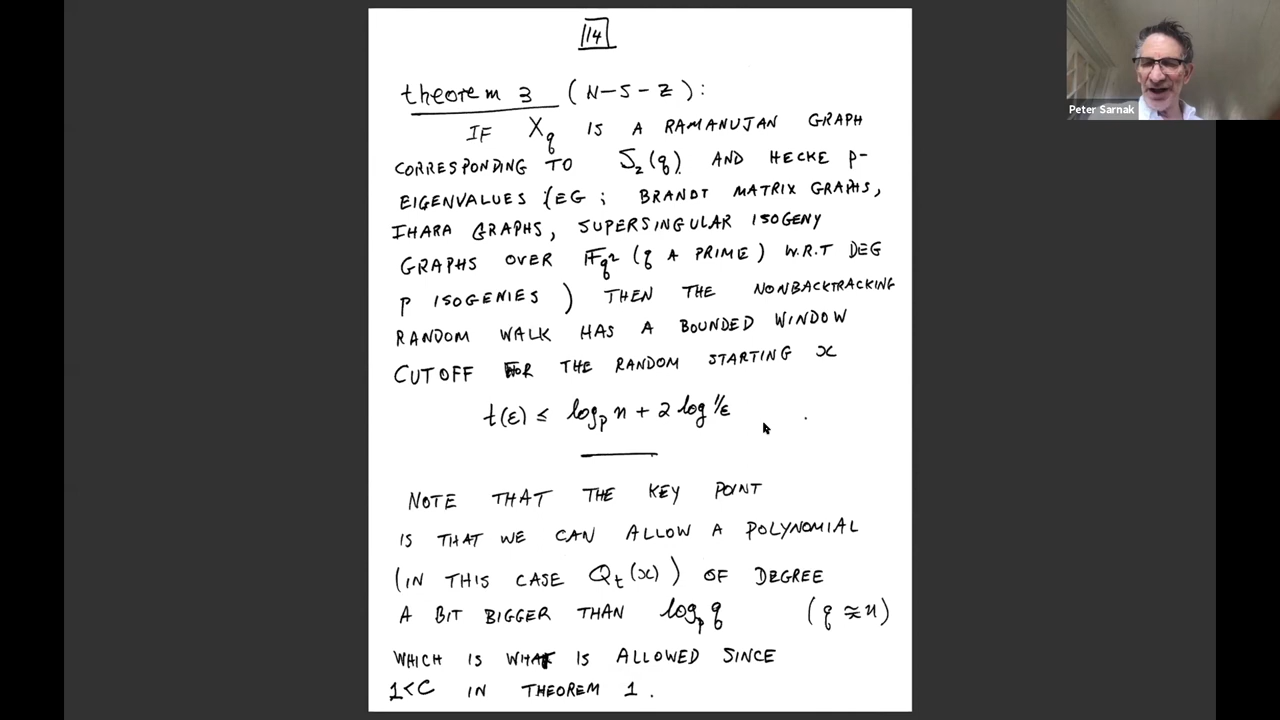 14
theorem 3 (N-S-Z):
IF X_q IS A RAMANUJAN GRAPH
CORRESPONDING TO S_2(q) AND HECKE P-
EIGENVALUES (EG; BRANDT MATRIX GRAPHS,
IHARA GRAPHS, SUPERSINGULAR ISOGENY
GRAPHS OVER F_q² (q A PRIME) W.R.T DEG
P ISOGENIES) THEN THE NONBACKTRACKING
RANDOM WALK HAS A BOUNDED WINDOW
CUTOFF FOR THE RANDOM STARTING x
t(ε) ≤ log_p n + 2 log 1/ε
NOTE THAT THE KEY POINT
IS THAT WE CAN ALLOW A POLYNOMIAL
(IN THIS CASE Q_t(x)) OF DEGREE
A BIT BIGGER THAN log_p q (q ≈ n)
WHICH IS WHAT IS ALLOWED SINCE
1<C IN THEOREM 1.
Peter Sarnak